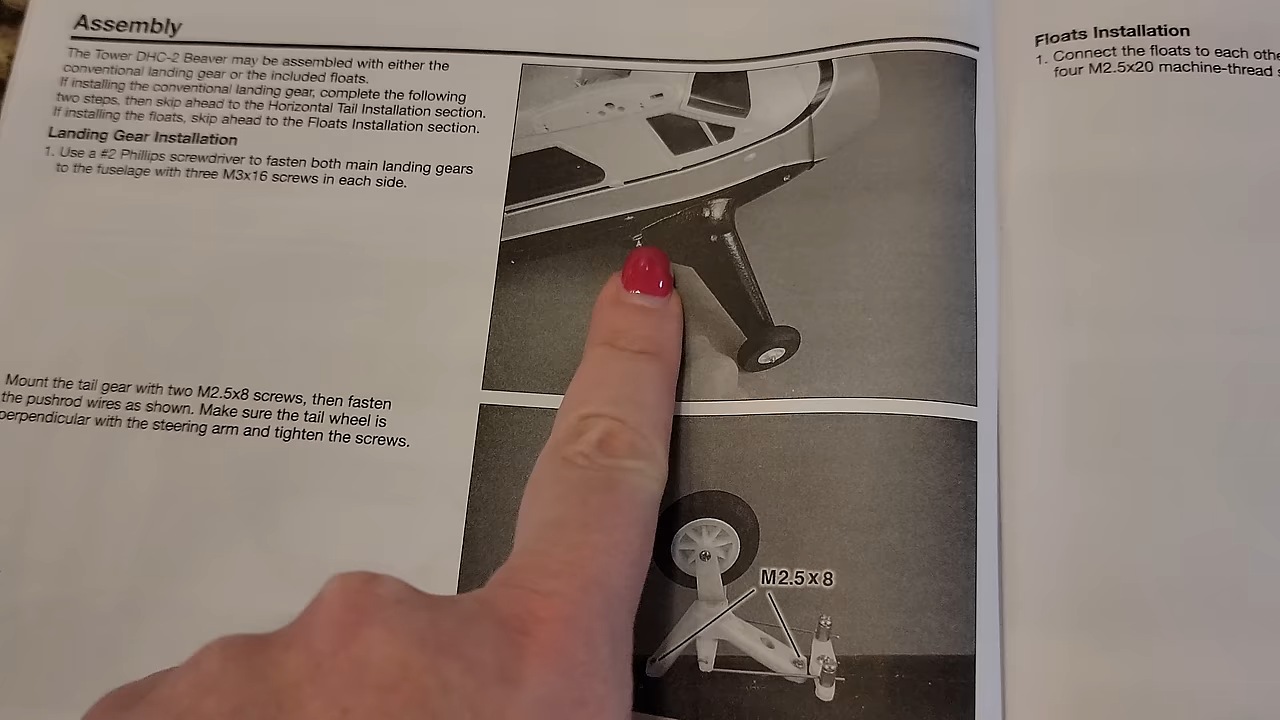 Assembly
The Tower DHC-2 Beaver may be assembled with either the
conventional landing gear or the included floats.
If installing the conventional landing gear, complete the following
two steps, then skip ahead to the Horizontal Tail Installation section.
If installing the floats, skip ahead to the Floats Installation section.
Landing Gear Installation
1. Use a #2 Phillips screwdriver to fasten both main landing gears
to the fuselage with three M3x16 screws in each side.
Mount the tail gear with two M2.5x8 screws, then fasten
the pushrod wires as shown. Make sure the tail wheel is
perpendicular with the steering arm and tighten the screws.
M2.5x8
Floats Installation
1. Connect the floats to each othe
four M2.5x20 machine-thread s